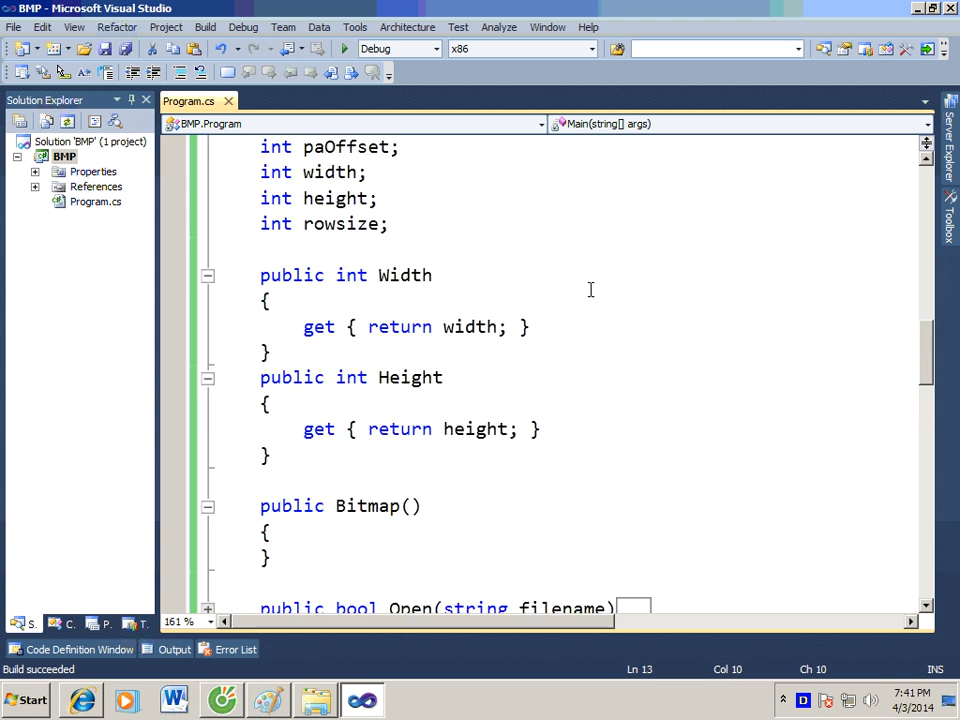 BMP - Microsoft Visual Studio
File Edit View Refactor Project Build Debug Team Data Tools Architecture Test Analyze Window Help
Debug x86
Solution Explorer
Program.cs
BMP.Program Main(string[] args)
Solution 'BMP' (1 project)
BMP
Properties
References
Program.cs
int paOffset;
int width;
int height;
int rowsize;
public int Width
{
get { return width; }
}
public int Height
{
get { return height; }
}
public Bitmap()
{
}
public bool Open(string filename)
Server Explorer
Toolbox
161 %
S. C. P. T.
Code Definition Window Output Error List
Build succeeded Ln 13 Col 10 Ch 10 INS
Start
7:41 PM
4/3/2014